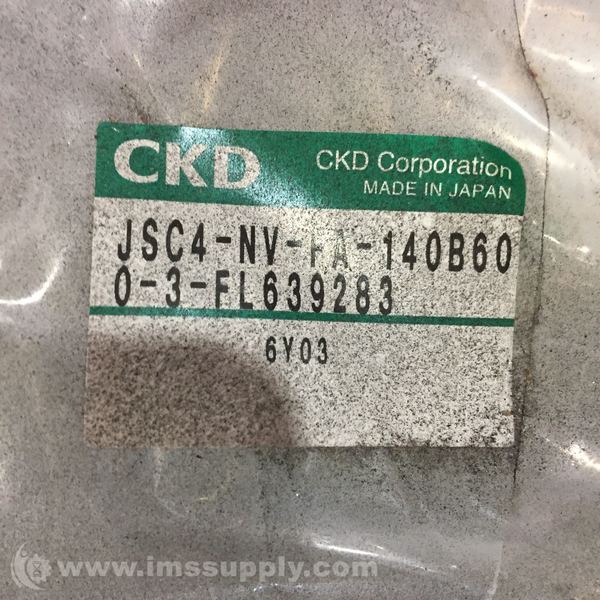 CKD
CKD Corporation
MADE IN JAPAN
JSC4-NV-FA-140B60
0-3-FL639283
6Y03
www.imssupply.com